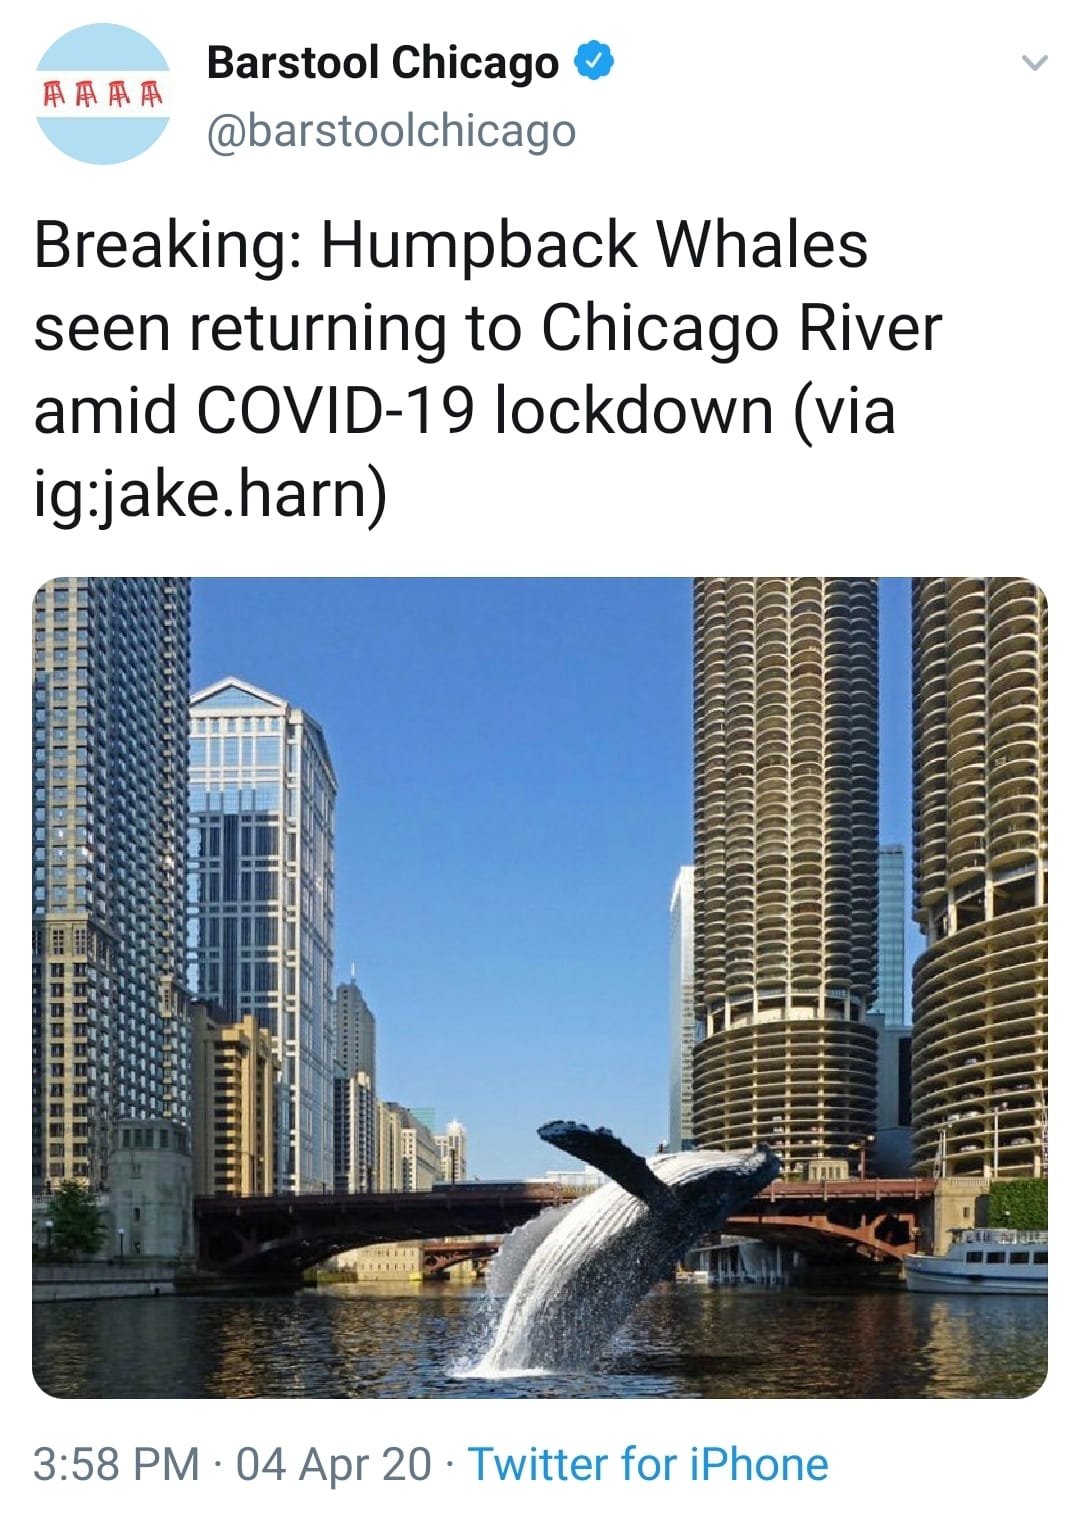 Barstool Chicago
@barstoolchicago
Breaking: Humpback Whales
seen returning to Chicago River
amid COVID-19 lockdown (via
ig:jake.harn)
3:58 PM · 04 Apr 20 · Twitter for iPhone